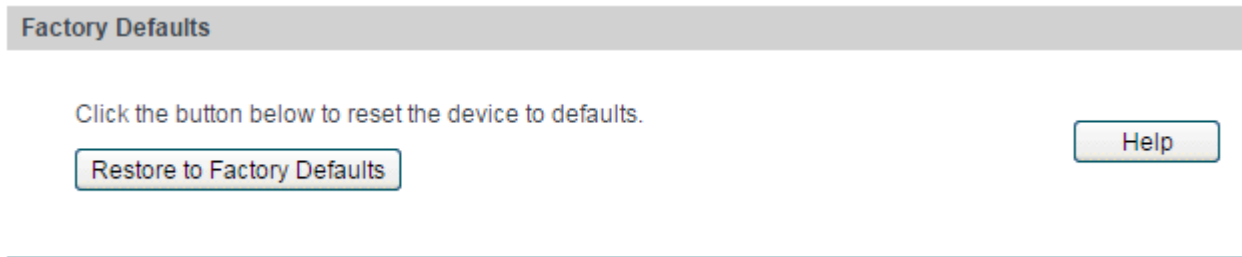 Factory Defaults
Click the button below to reset the device to defaults.
Help
Restore to Factory Defaults